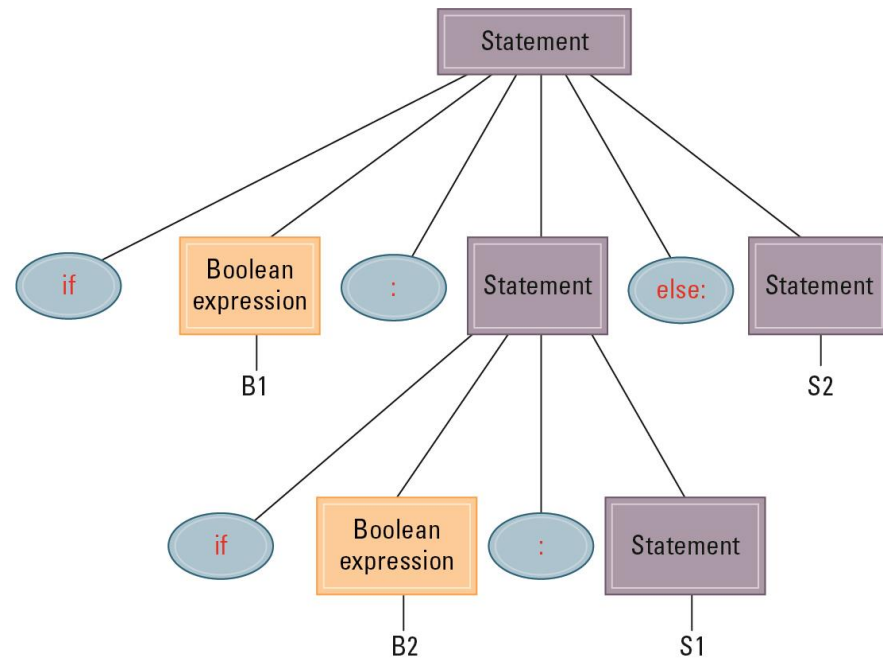 Statement
if
Boolean
expression
:
Statement
else:
Statement
B1
S2
if
Boolean
expression
:
Statement
B2
S1